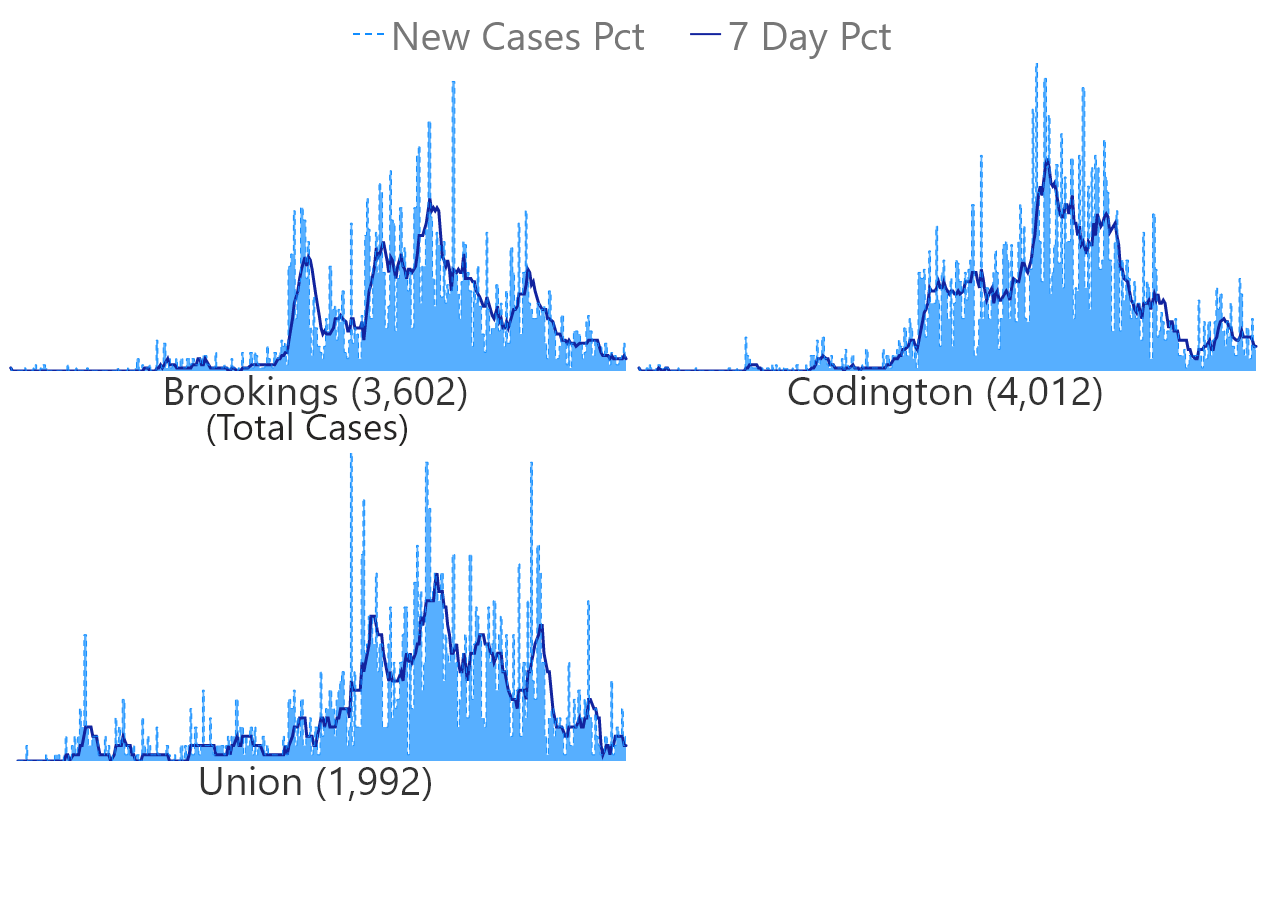 New Cases Pct 7 Day Pct
Brookings (3,602) Codington (4,012)
(Total Cases)
Union (1,992)